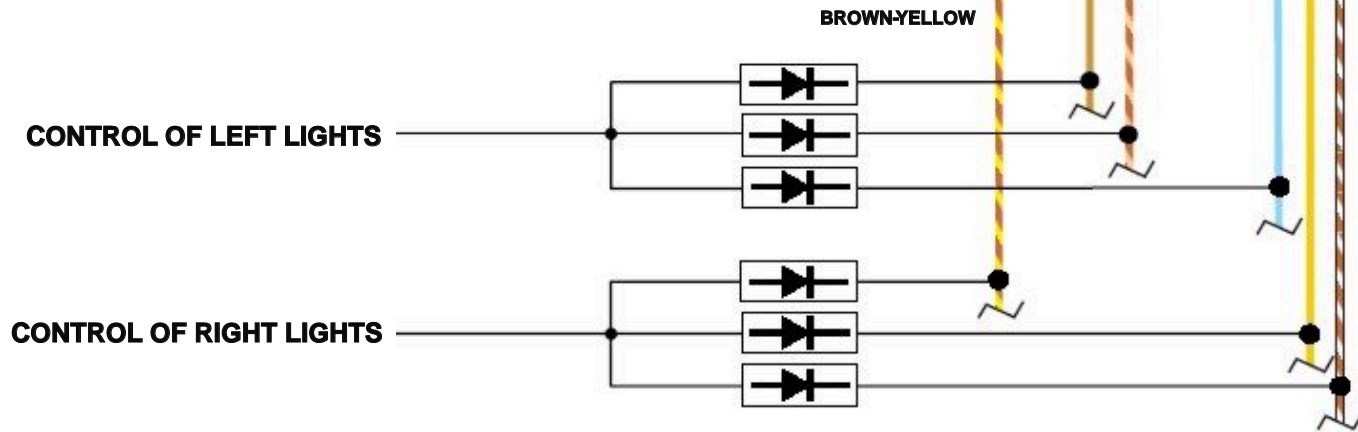 BROWN-YELLOW
CONTROL OF LEFT LIGHTS
CONTROL OF RIGHT LIGHTS